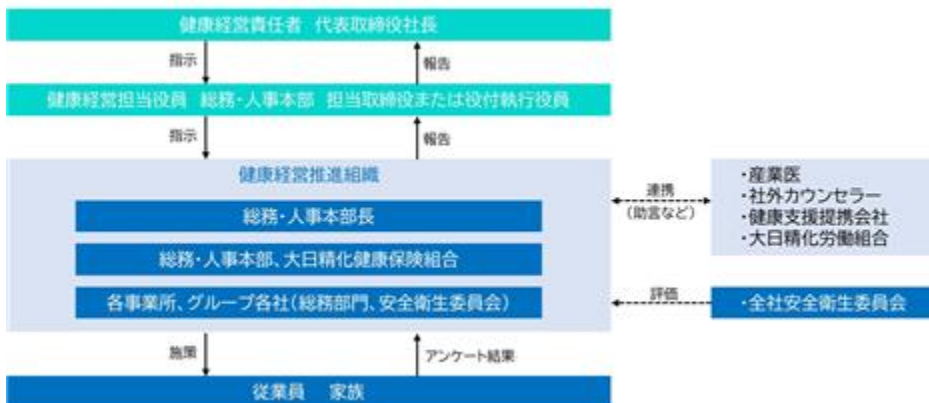 健康経営責任者 代表取締役社長
指示
報告
健康経営担当役員 総務・人事本部 担当取締役または役付執行役員
指示
報告
健康経営推進組織
総務・人事本部長
総務・人事本部、大日精化健康保険組合
各事業所、グループ各社(総務部門、安全衛生委員会)
連携
(助言など)
・産業医
・社外カウンセラー
・健康支援提携会社
・大日精化労働組合
評価
・全社安全衛生委員会
施策
アンケート結果
従業員 家族